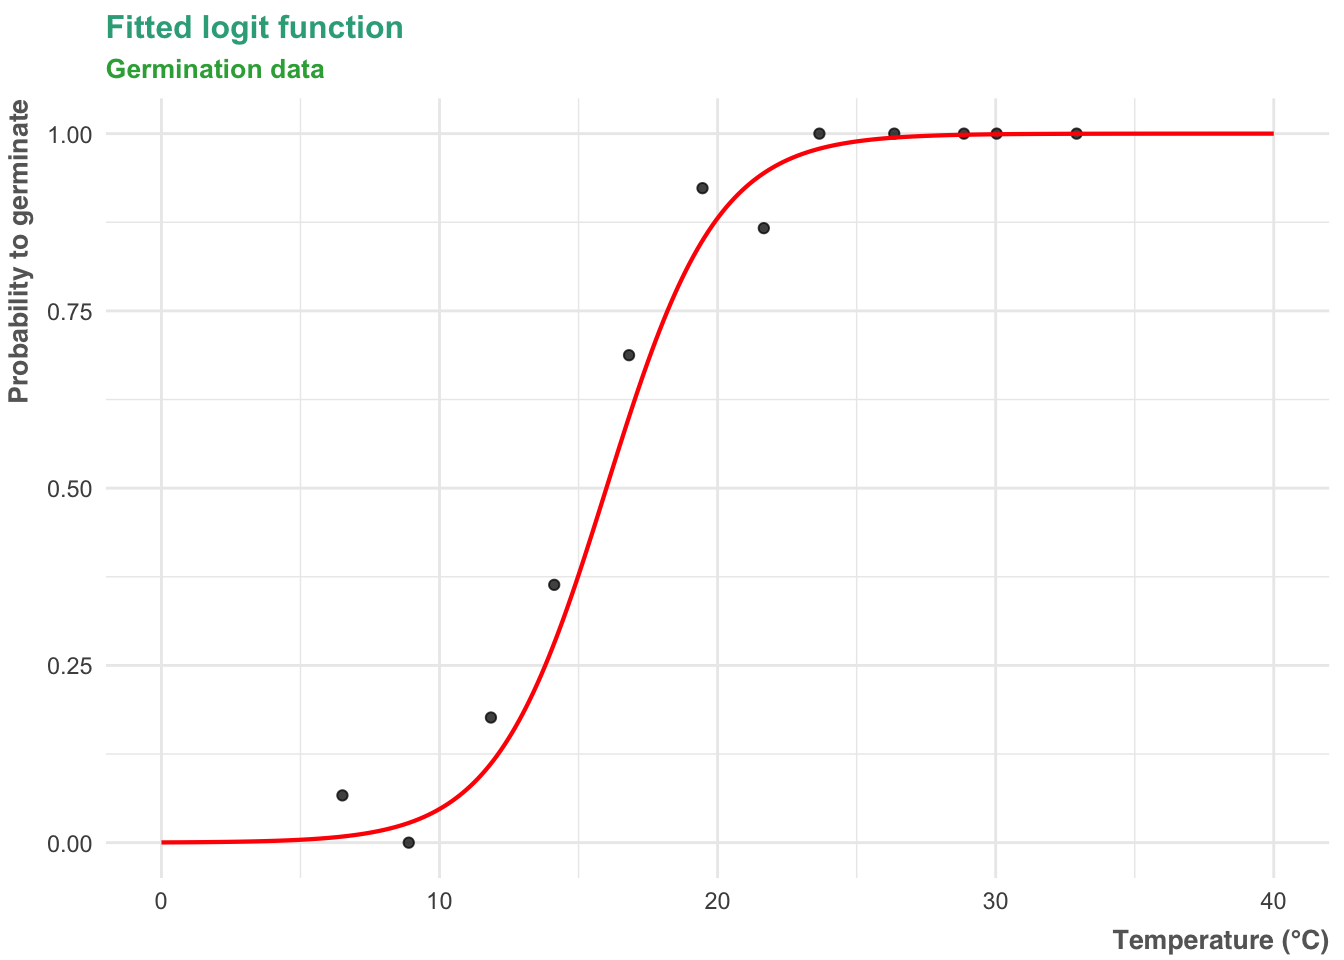 Fitted logit function
Germination data
Probability to germinate
1.00
0.75
0.50
0.25
0.00
0
10
20
30
40
Temperature (°C)